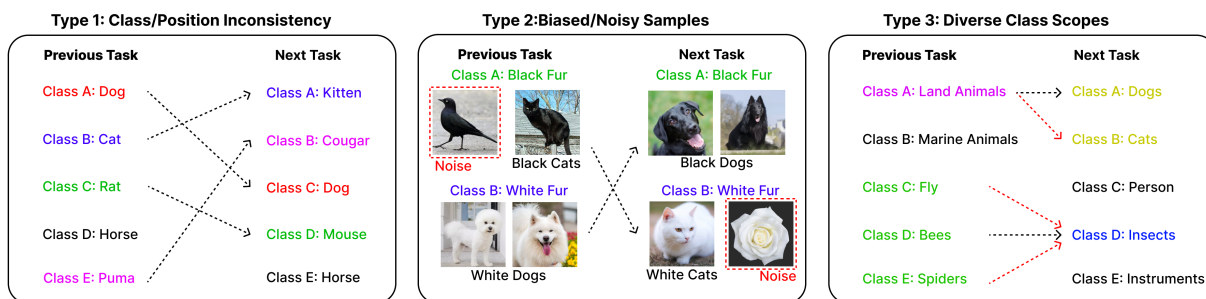 Type 1: Class/Position Inconsistency
Previous Task
Next Task
Class A: Dog
Class A: Kitten
Class B: Cat
Class B: Cougar
Class C: Rat
Class C: Dog
Class D: Horse
Class D: Mouse
Class E: Puma
Class E: Horse
Type 2:Biased/Noisy Samples
Previous Task
Next Task
Class A: Black Fur
Class A: Black Fur
Noise
Black Cats
Black Dogs
Class B: White Fur
Class B: White Fur
White Dogs
White Cats
Noise
Type 3: Diverse Class Scopes
Previous Task
Next Task
Class A: Land Animals
Class A: Dogs
Class B: Marine Animals
Class B: Cats
Class C: Fly
Class C: Person
Class D: Bees
Class D: Insects
Class E: Spiders
Class E: Instruments